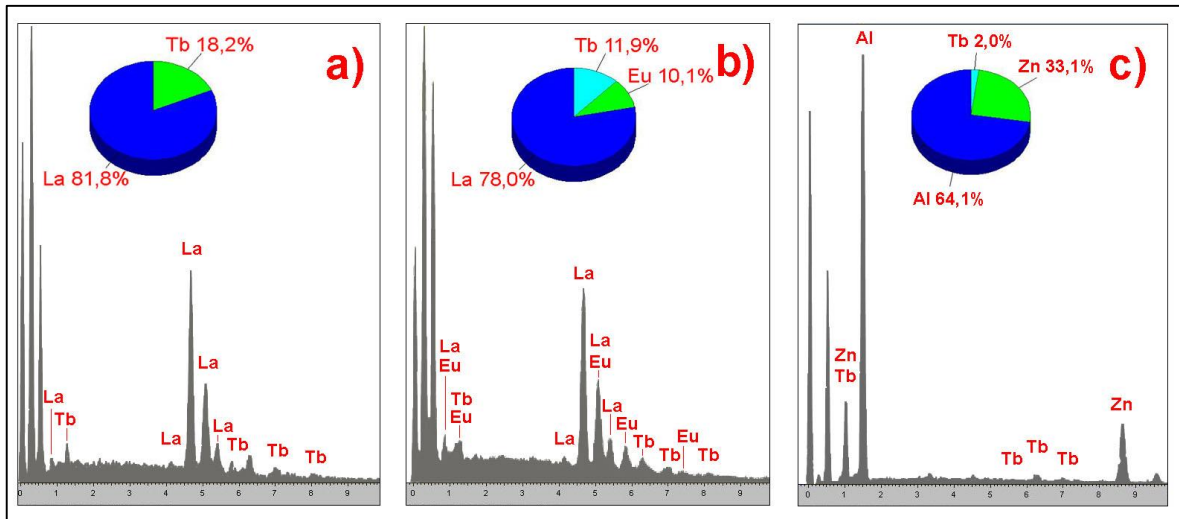 a)
Tb 18,2%
La 81,8%
La
La
La
Tb
La
La
Tb
Tb
Tb
0 1 2 3 4 5 6 7 8 9
b)
Tb 11,9%
Eu 10,1%
La 78,0%
La
La
Eu
La
Eu
Tb
Eu
La
La
Eu
Tb
Tb
Eu
Tb
0 1 2 3 4 5 6 7 8 9
c)
Al
Tb 2,0%
Zn 33,1%
Al 64,1%
Zn
Tb
Zn
Tb
Tb
Tb
0 1 2 3 4 5 6 7 8 9